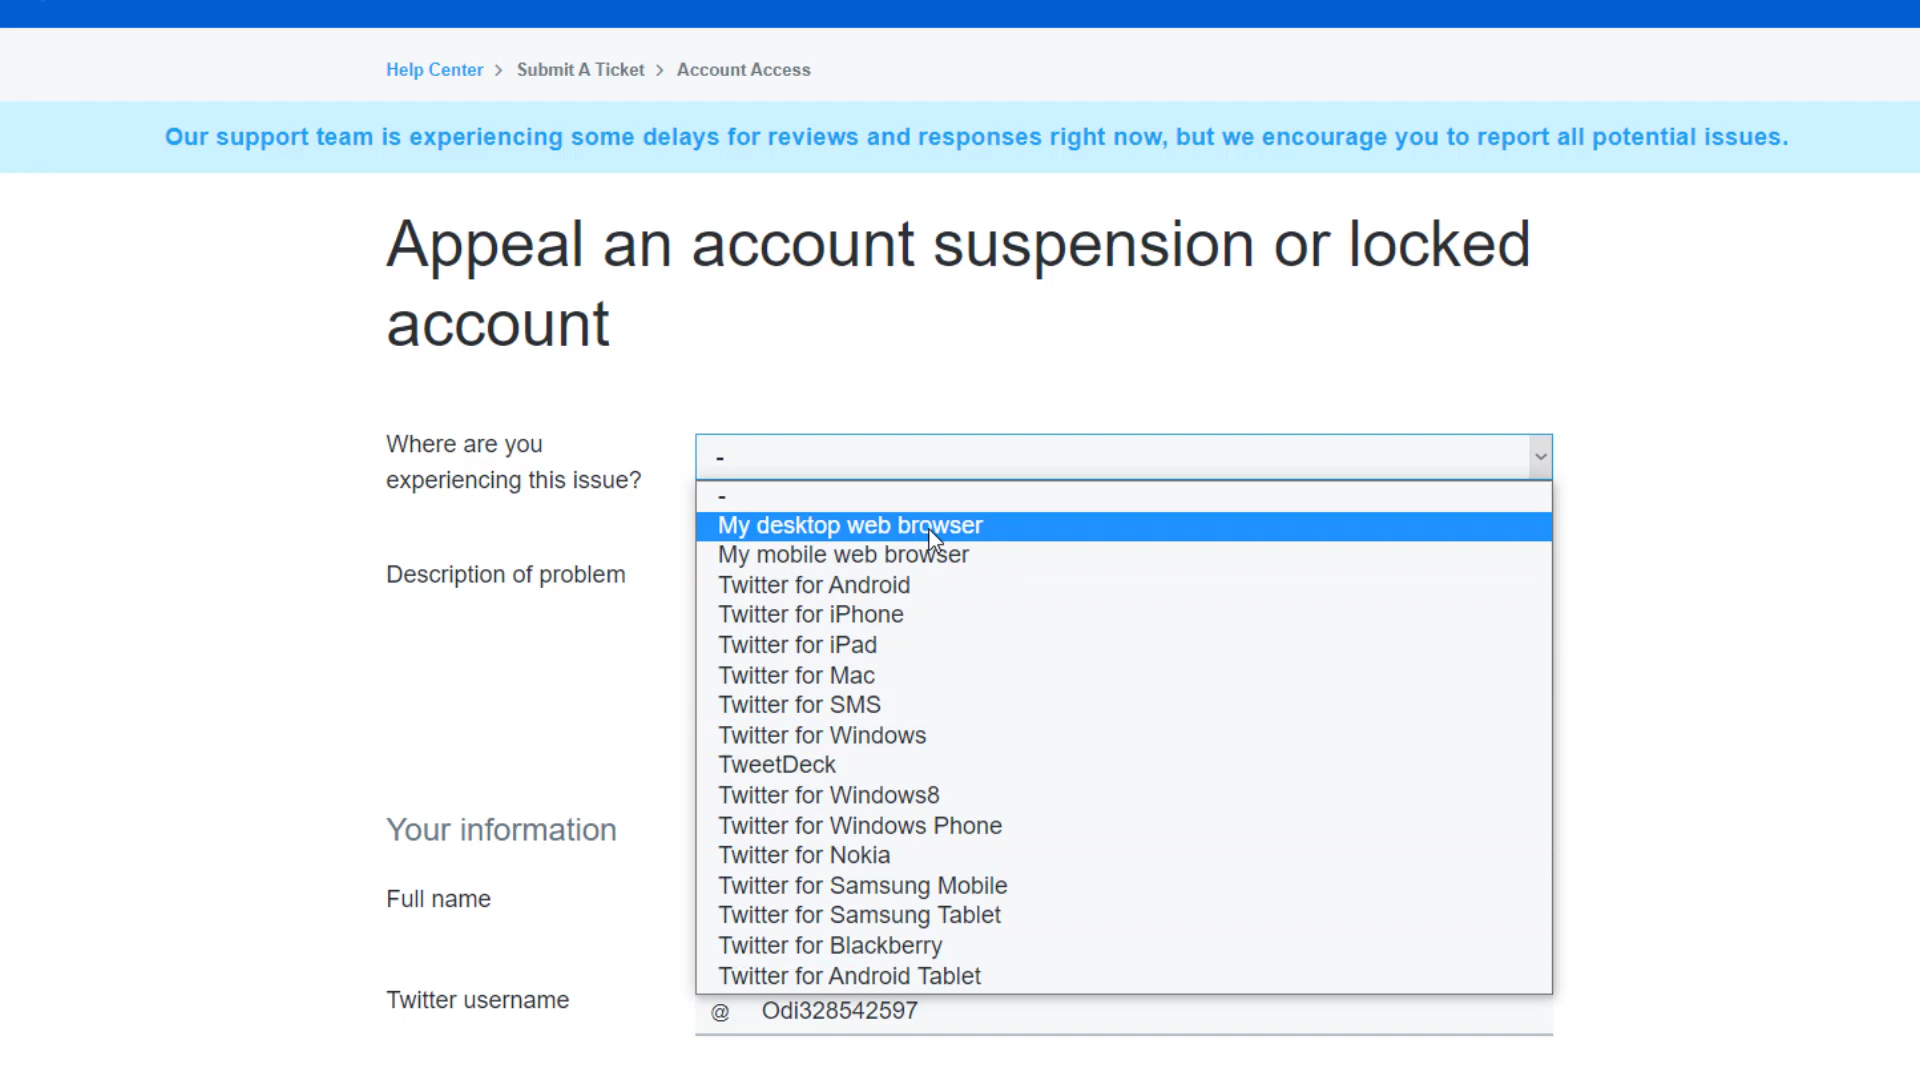 Help Center > Submit A Ticket > Account Access
Our support team is experiencing some delays for reviews and responses right now, but we encourage you to report all potential issues.
Appeal an account suspension or locked
account
Where are you
experiencing this issue?
-
-
My desktop web browser
My mobile web browser
Twitter for Android
Twitter for iPhone
Twitter for iPad
Twitter for Mac
Twitter for SMS
Twitter for Windows
TweetDeck
Twitter for Windows8
Twitter for Windows Phone
Twitter for Nokia
Twitter for Samsung Mobile
Twitter for Samsung Tablet
Twitter for Blackberry
Twitter for Android Tablet
Description of problem
Your information
Full name
Twitter username
@ Odi328542597